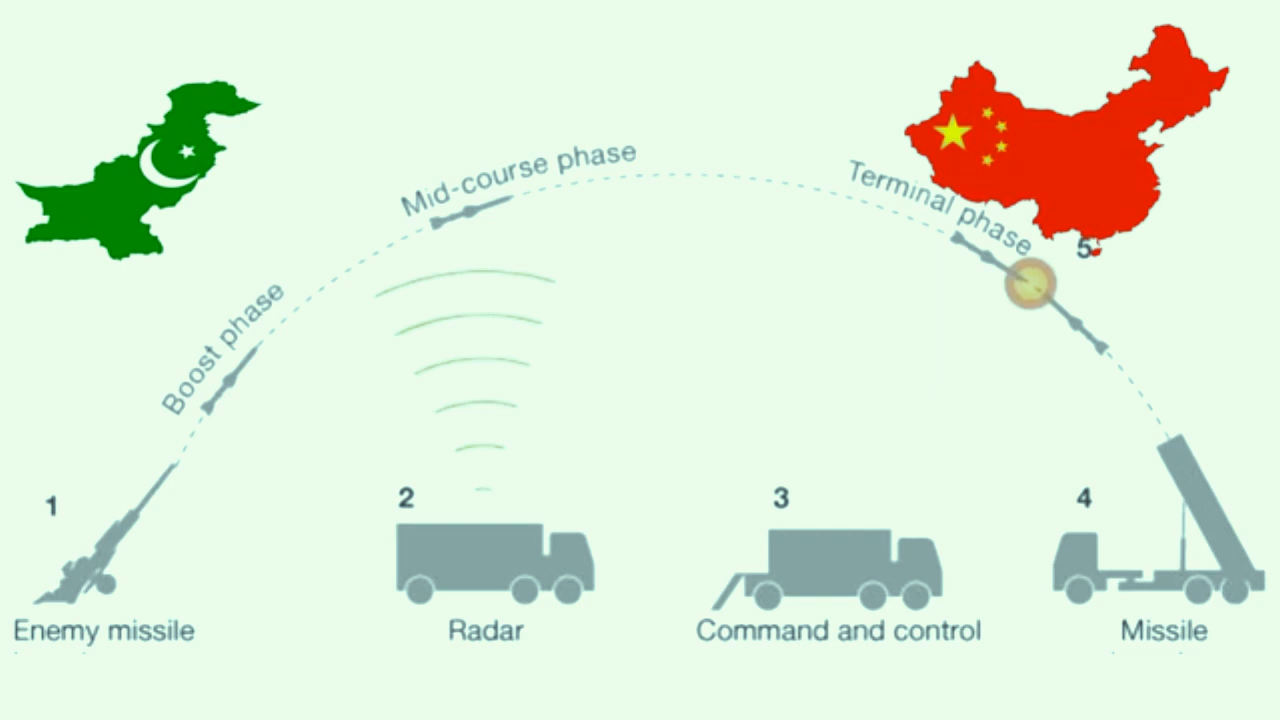 Mid-course phase
Terminal phase
5
Boost phase
1
2
3
4
Enemy missile
Radar
Command and control
Missile